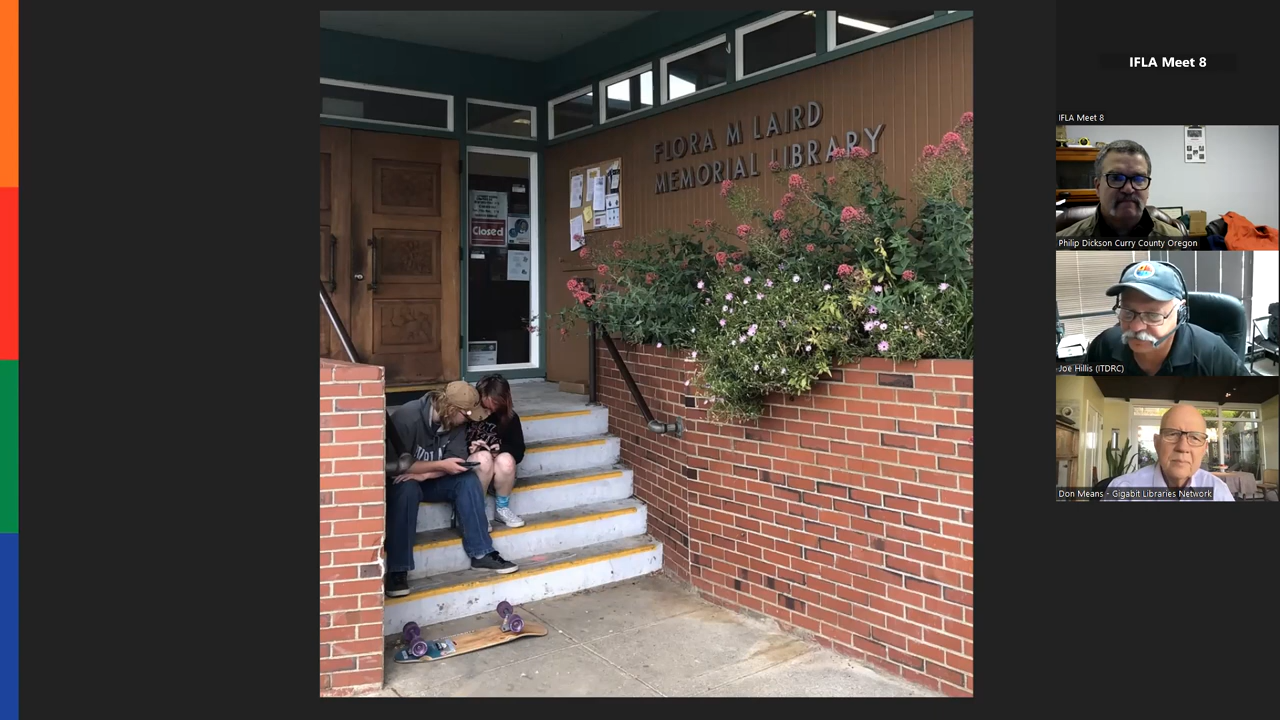 FLORA M LAIRD
MEMORIAL LIBRARY
Closed
IFLA Meet 8
IFLA Meet 8
Philip Dickson Curry County Oregon
Joe Hillis (ITDRC)
Don Means - Gigabit Libraries Network